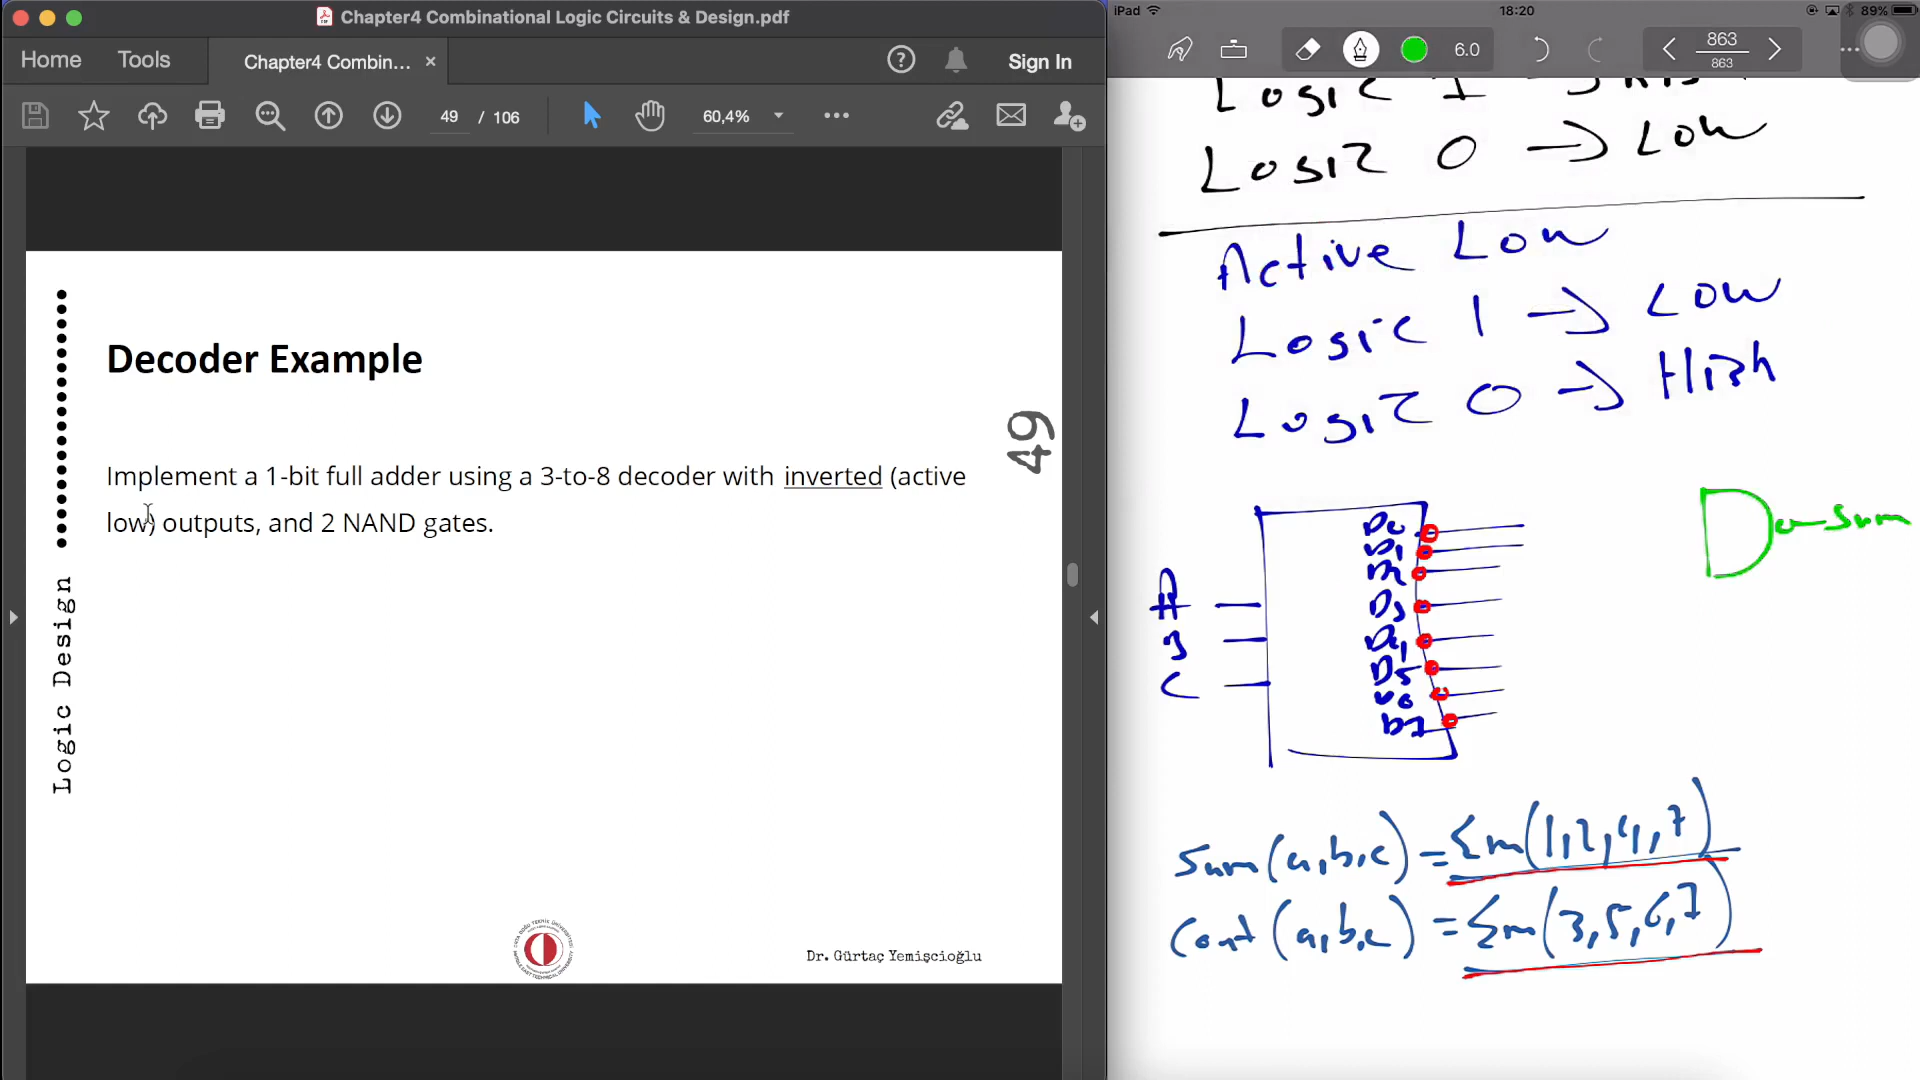 Chapter4 Combinational Logic Circuits & Design.pdf
Home
Tools
Chapter4 Combin...
Sign In
49 / 106
60,4%
Decoder Example
49
Implement a 1-bit full adder using a 3-to-8 decoder with inverted (active
low) outputs, and 2 NAND gates.
Logic Design
Dr. Gürtaç Yemişcioğlu
iPad
18:20
89%
6.0
863
863
Logic 1 →
Logic 0 → Low
Active Low
Logic 1 → Low
Logic 0 → High
A
B
C
D0
D1
D2
D3
D4
D5
D6
D7
Sum
Sum(a,b,c) = Σm(1,2,4,7)
Cout(a,b,c) = Σm(3,5,6,7)